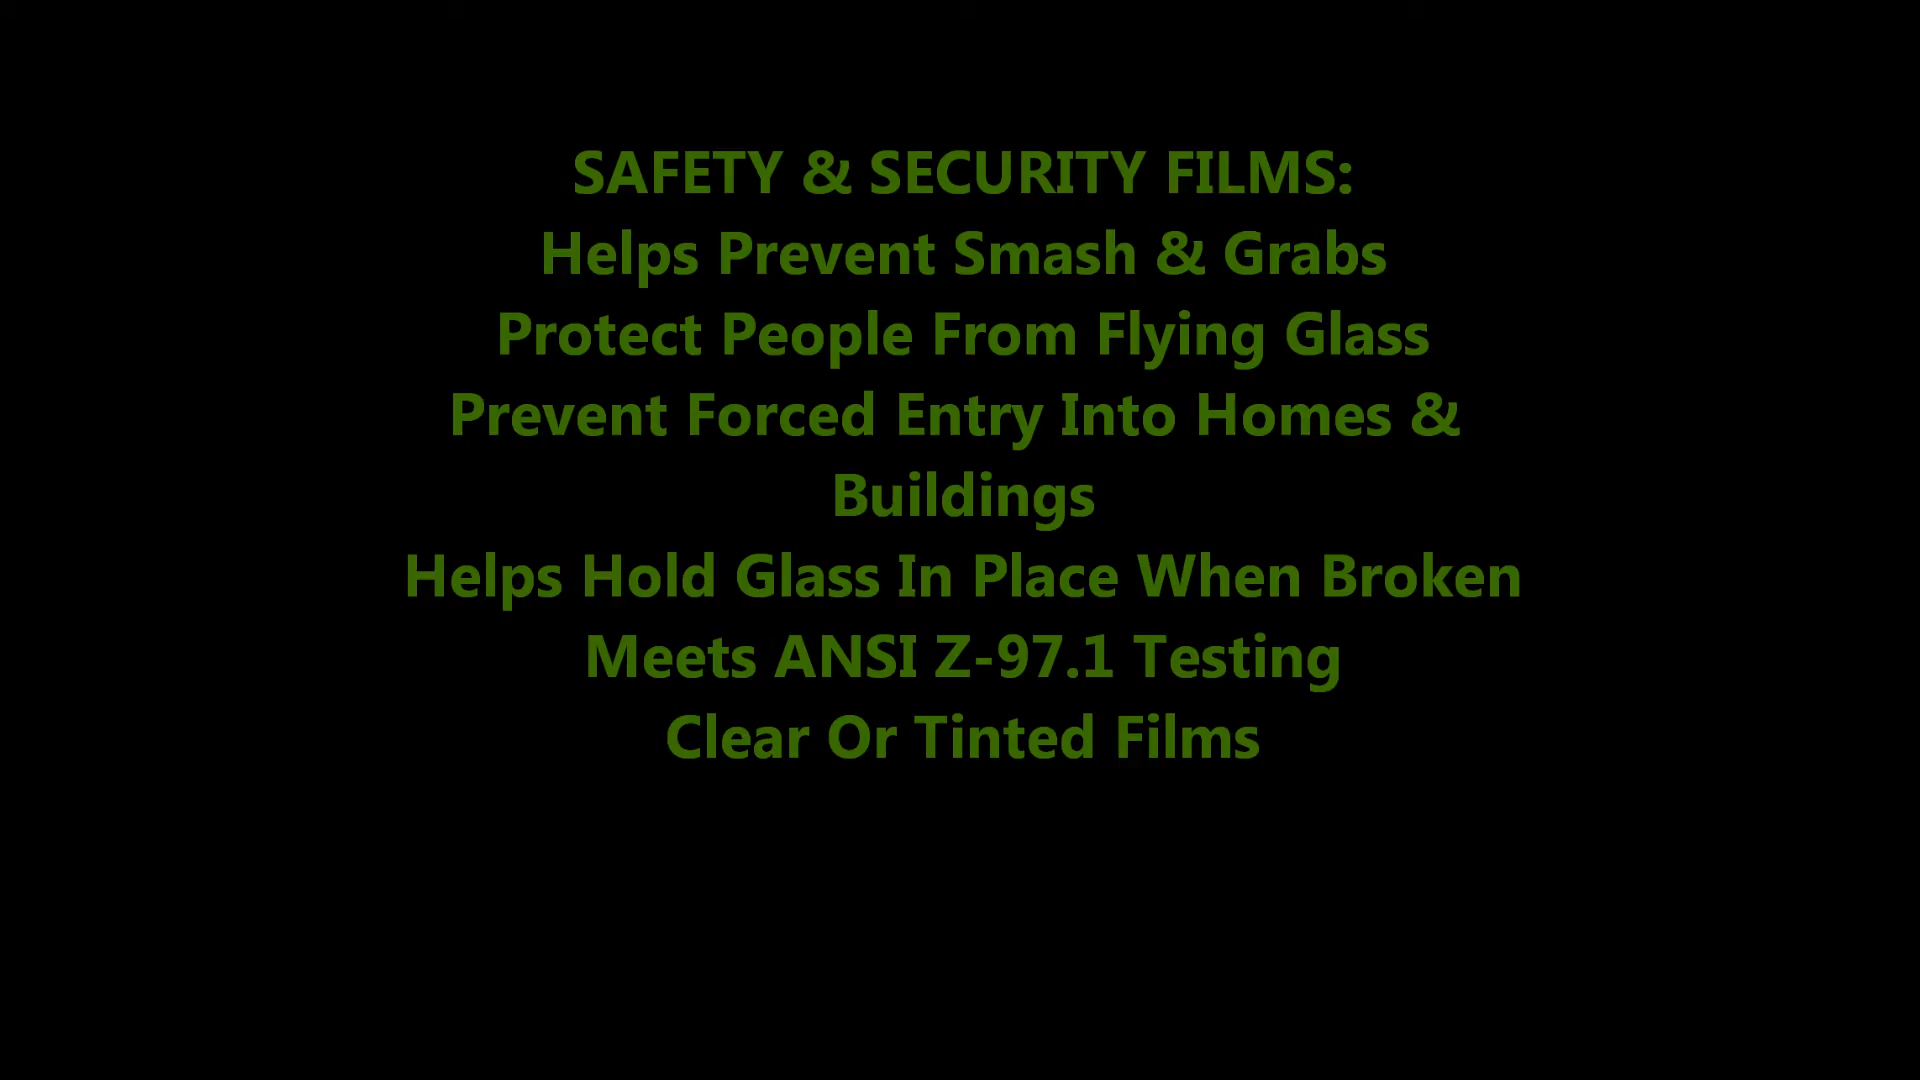 SAFETY & SECURITY FILMS:
Helps Prevent Smash & Grabs
Protect People From Flying Glass
Prevent Forced Entry Into Homes &
Buildings
Helps Hold Glass In Place When Broken
Meets ANSI Z-97.1 Testing
Clear Or Tinted Films